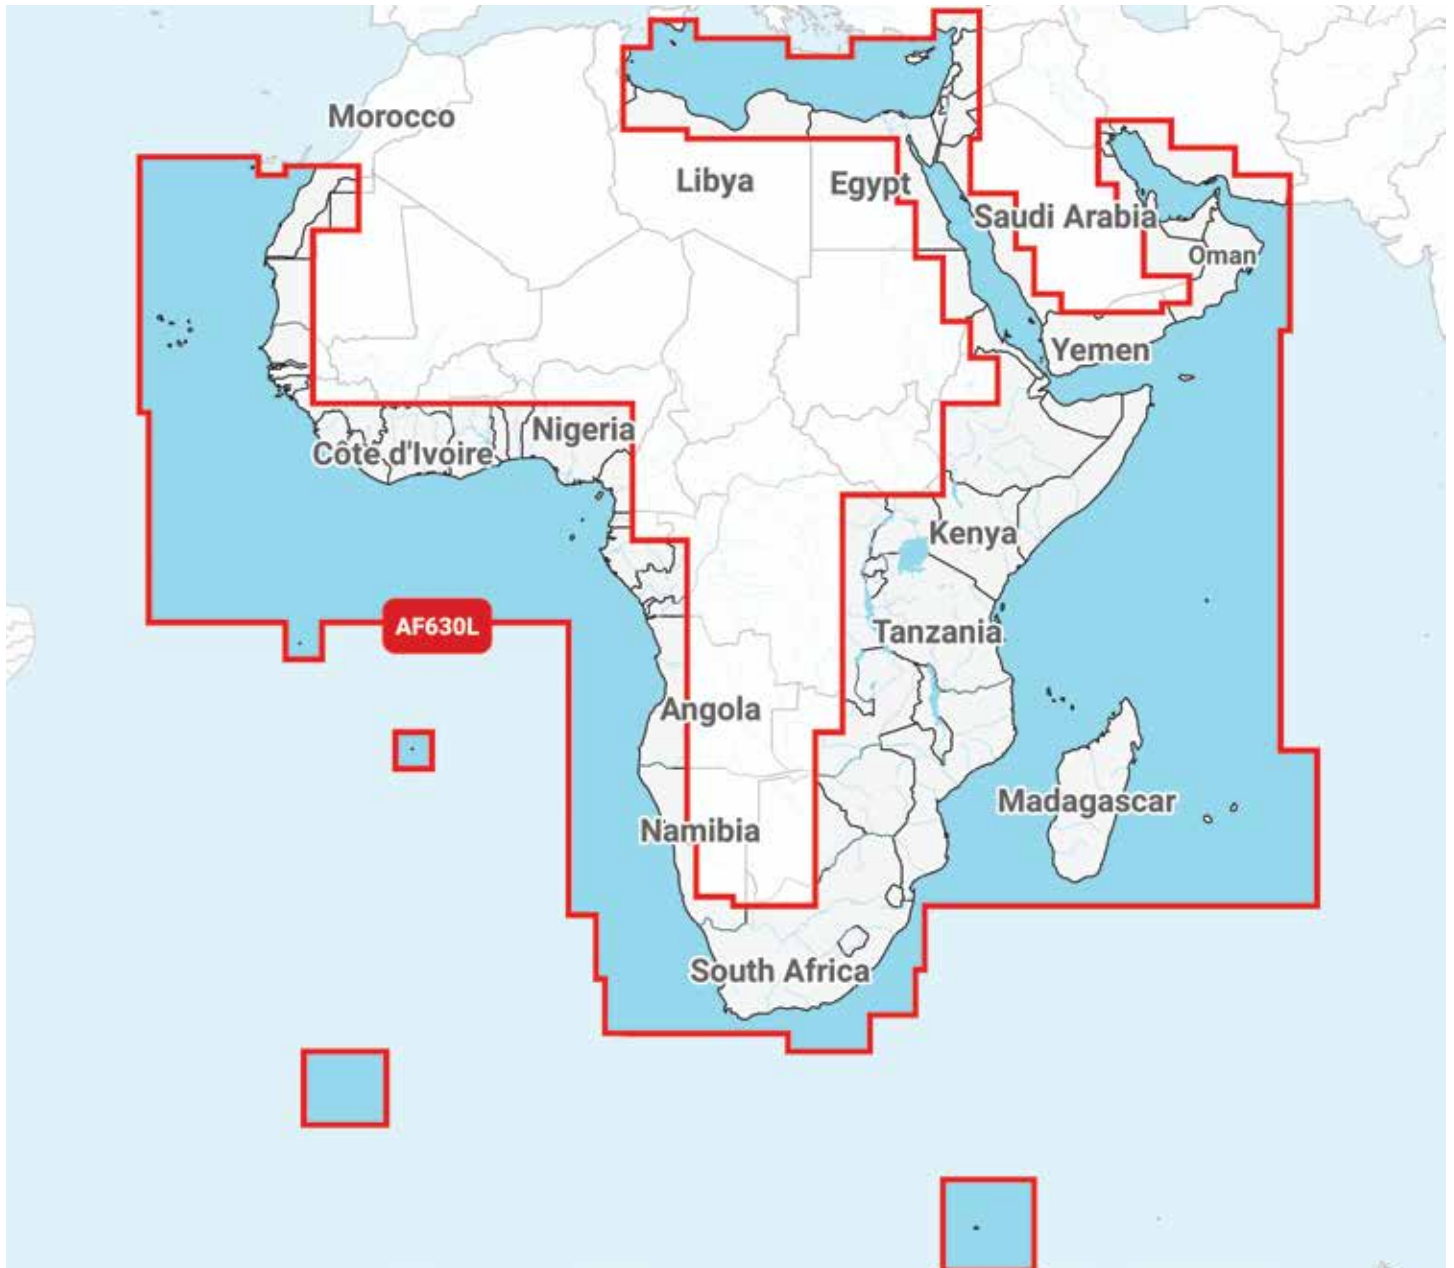 Morocco
Libya
Egypt
Saudi Arabia
Oman
Yemen
Nigeria
Côte d'Ivoire
Kenya
AF630L
Tanzania
Angola
Madagascar
Namibia
South Africa